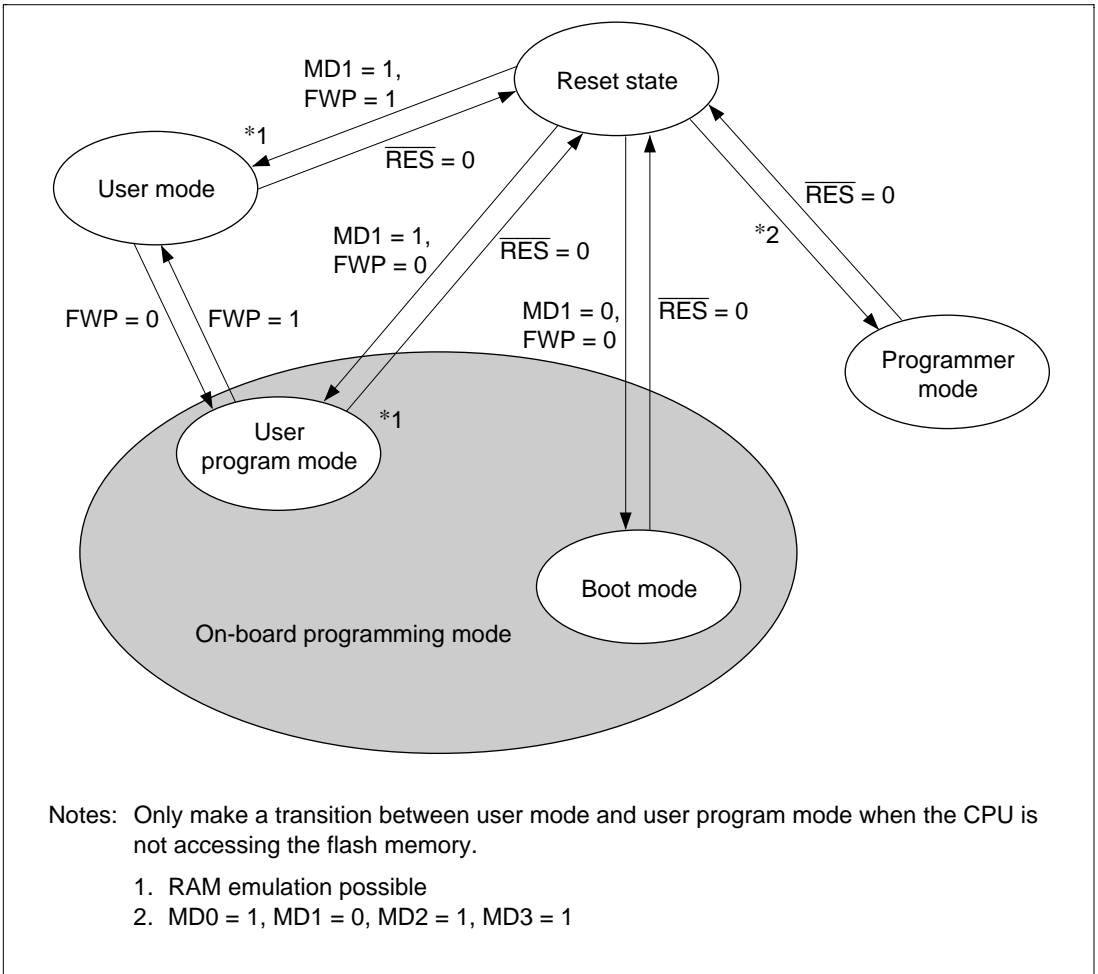 Reset state
MD1 = 1,
FWP = 1
*1
RES = 0
User mode
RES = 0
*2
MD1 = 1,
FWP = 0
RES = 0
FWP = 0
FWP = 1
MD1 = 0,
FWP = 0
RES = 0
Programmer
mode
*1
User
program mode
Boot mode
On-board programming mode
Notes: Only make a transition between user mode and user program mode when the CPU is
not accessing the flash memory.
1. RAM emulation possible
2. MD0 = 1, MD1 = 0, MD2 = 1, MD3 = 1